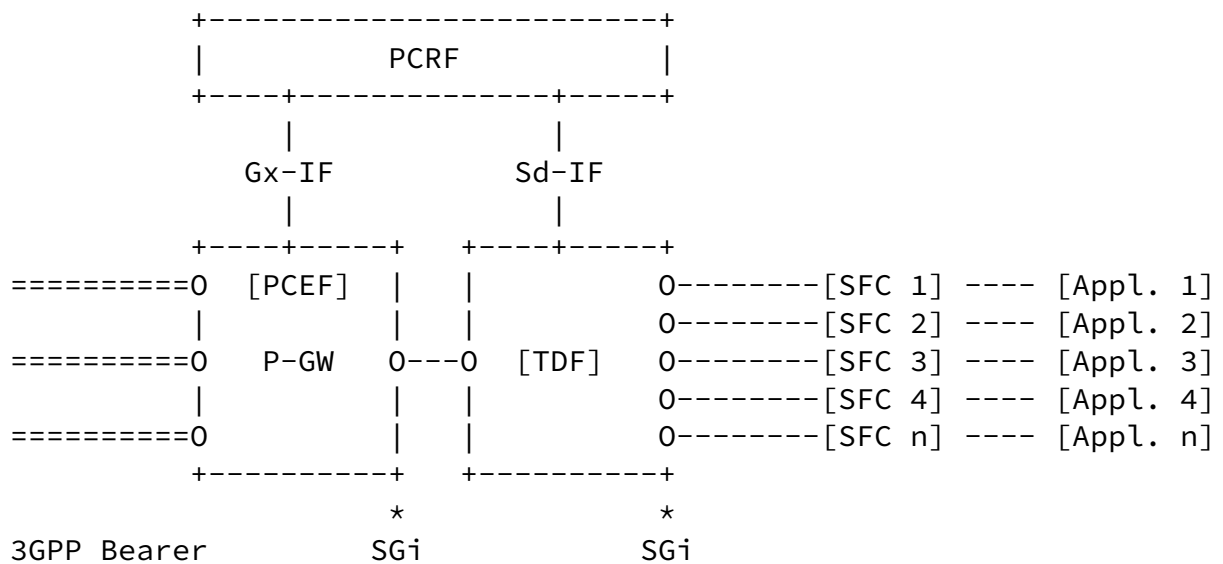 PCRF
Gx-IF Sd-IF
[PCEF] [SFC 1] [Appl. 1]
[SFC 2] [Appl. 2]
P-GW [TDF] [SFC 3] [Appl. 3]
[SFC 4] [Appl. 4]
[SFC n] [Appl. n]
* *
3GPP Bearer SGi SGi